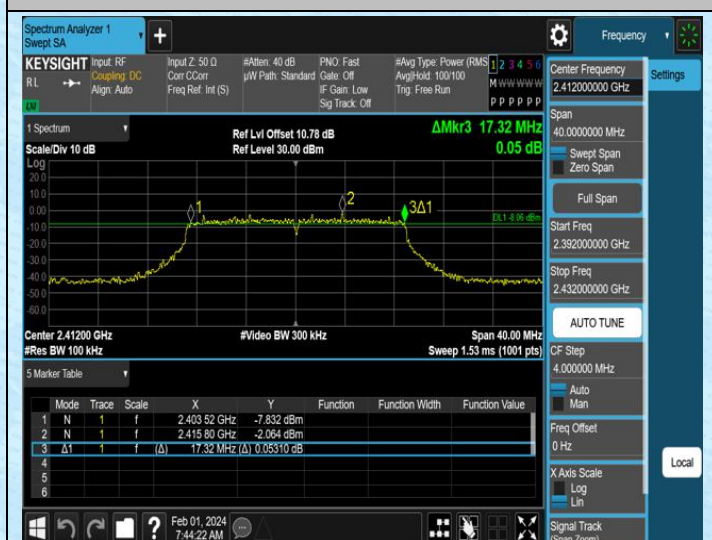 Spectrum Analyzer 1
Swept SA
Frequency
KEYSIGHT
RL
Input: RF
Coupling: DC
Align: Auto
Input Z: 50 Ω
Corr CCorr
Freq Ref: Int (S)
#Atten: 40 dB
µW Path: Standard
PNO: Fast
Gate: Off
IF Gain: Low
Sig Track: Off
#Avg Type: Power (RMS
Avg|Hold: 100/100
Trig: Free Run
1 2 3 4 5 6
M W W W W W
P P P P P P
1 Spectrum
Scale/Div 10 dB
Ref Lvl Offset 10.78 dB
Ref Level 30.00 dBm
ΔMkr3 17.32 MHz
0.05 dB
Log
20.0
10.0
0.00
-10.0
-20.0
-30.0
-40.0
-50.0
-60.0
1
2
3Δ1
DL1 -8.06 dBm
Center 2.41200 GHz
#Res BW 100 kHz
#Video BW 300 kHz
Span 40.00 MHz
Sweep 1.53 ms (1001 pts)
5 Marker Table
Mode Trace Scale X Y Function Function Width Function Value
1 N 1 f 2.403 52 GHz -7.832 dBm
2 N 1 f 2.415 80 GHz -2.064 dBm
3 Δ1 1 f (Δ) 17.32 MHz (Δ) 0.05310 dB
4
5
6
Feb 01, 2024
7:44:22 AM
Center Frequency
2.412000000 GHz
Settings
Span
40.0000000 MHz
Swept Span
Zero Span
Full Span
Start Freq
2.392000000 GHz
Stop Freq
2.432000000 GHz
AUTO TUNE
CF Step
4.000000 MHz
Auto
Man
Freq Offset
0 Hz
X Axis Scale
Log
Lin
Local
Signal Track
(Span Zoom)